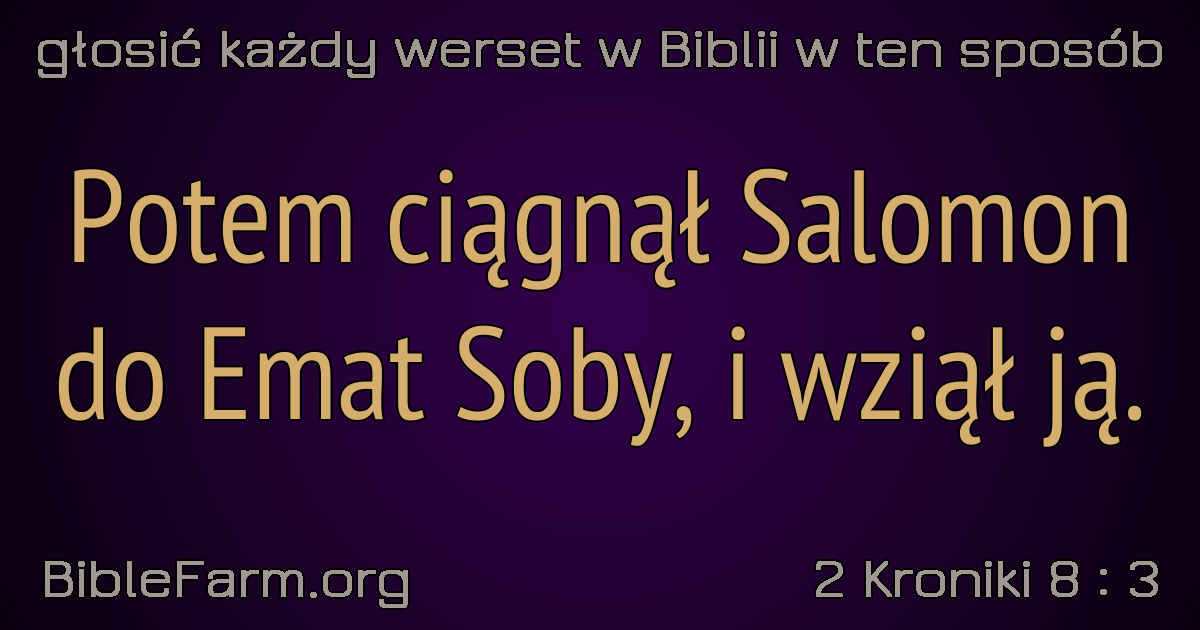 głosić każdy werset w Biblii w ten sposób
Potem ciągnął Salomon
do Emat Soby, i wziął ją.
BibleFarm.org
2 Kroniki 8 : 3